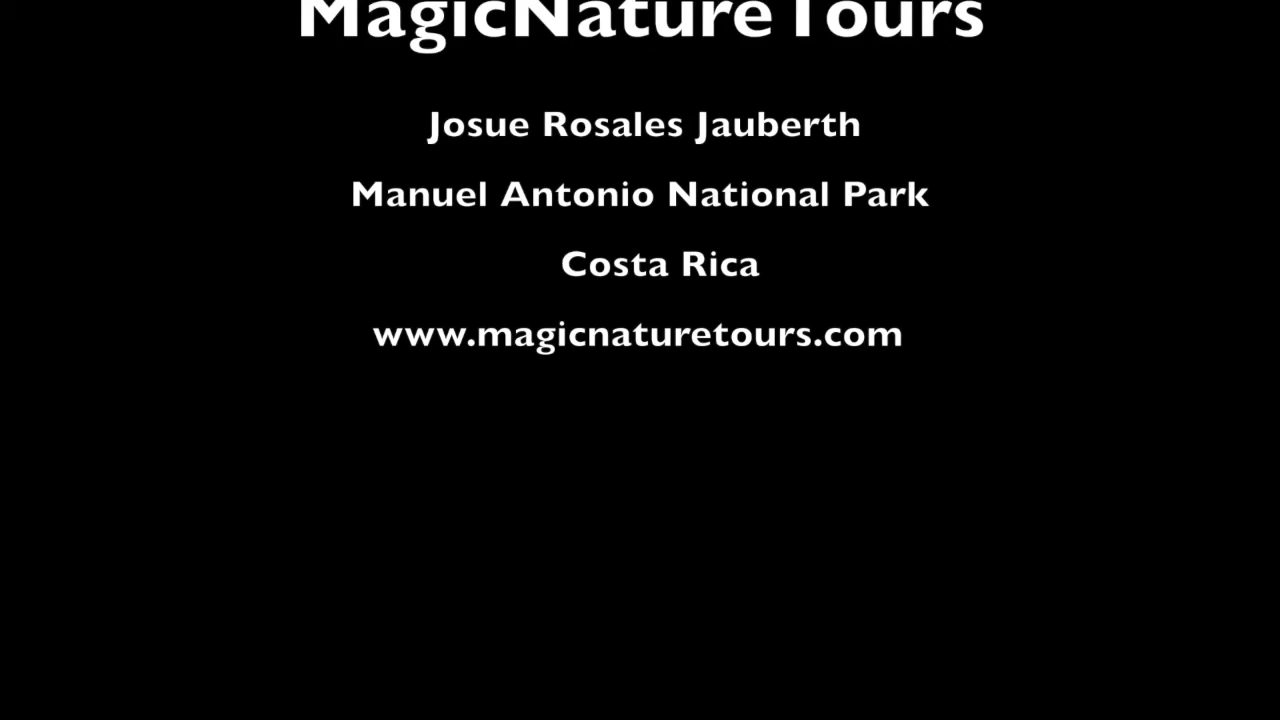 MagicNatureTours
Josue Rosales Jauberth
Manuel Antonio National Park
Costa Rica
www.magicnaturetours.com